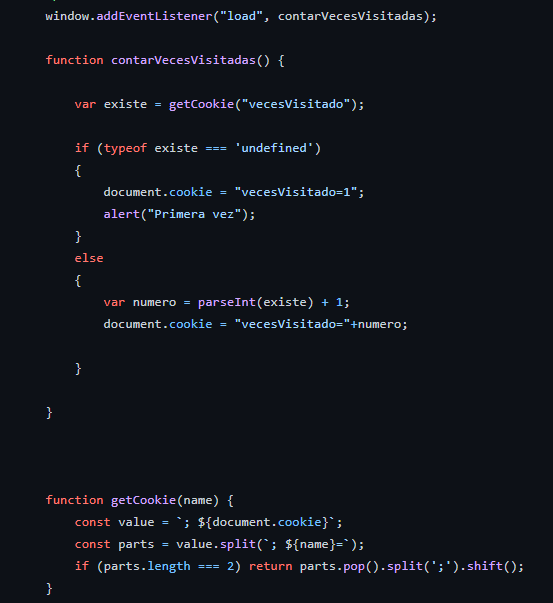 window.addEventListener("load", contarVecesVisitadas);
function contarVecesVisitadas() {
var existe = getCookie("vecesVisitado");
if (typeof existe === 'undefined')
{
document.cookie = "vecesVisitado=1";
alert("Primera vez");
}
else
{
var numero = parseInt(existe) + 1;
document.cookie = "vecesVisitado="+numero;
}
}
function getCookie(name) {
const value = `; ${document.cookie}`;
const parts = value.split(`; ${name}=`);
if (parts.length === 2) return parts.pop().split(';').shift();
}